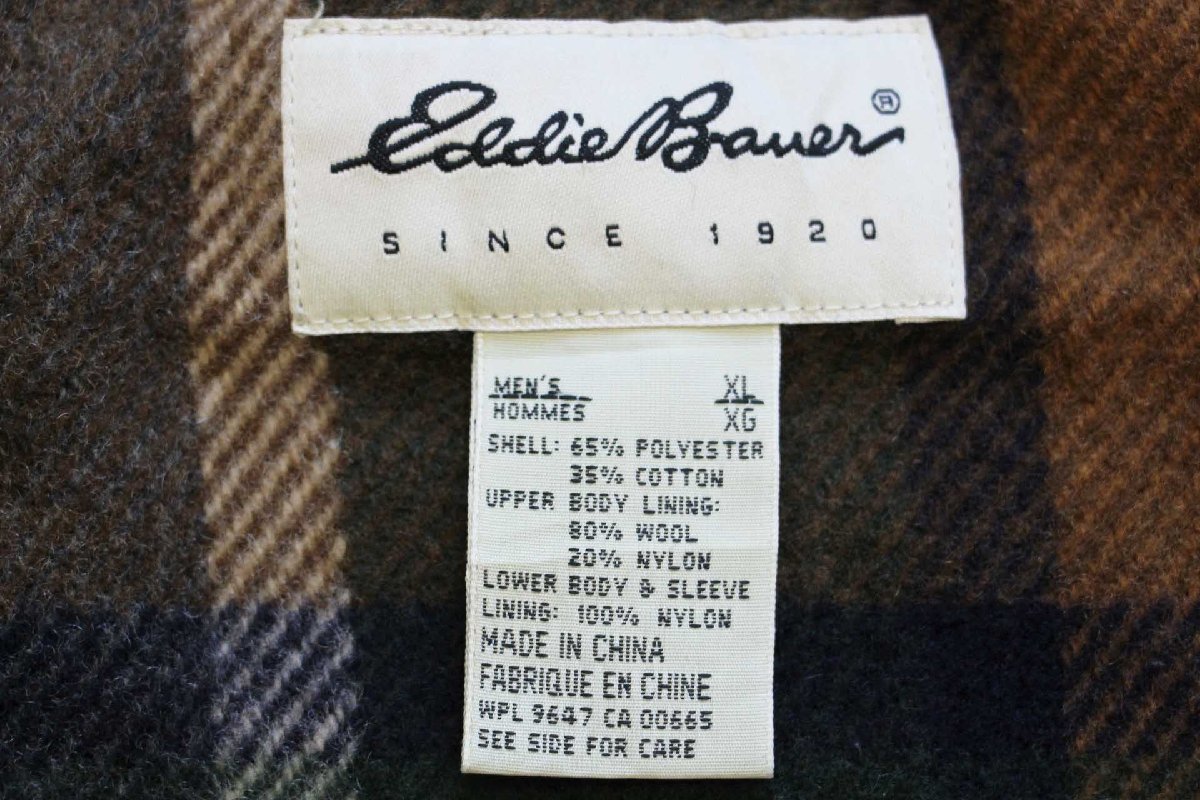 Eddie Bauer ®
SINCE 1920
MEN'S XL
HOMMES XG
SHELL: 65% POLYESTER
35% COTTON
UPPER BODY LINING:
80% WOOL
20% NYLON
LOWER BODY & SLEEVE
LINING: 100% NYLON
MADE IN CHINA
FABRIQUE EN CHINE
WPL 9647 CA 00665
SEE SIDE FOR CARE